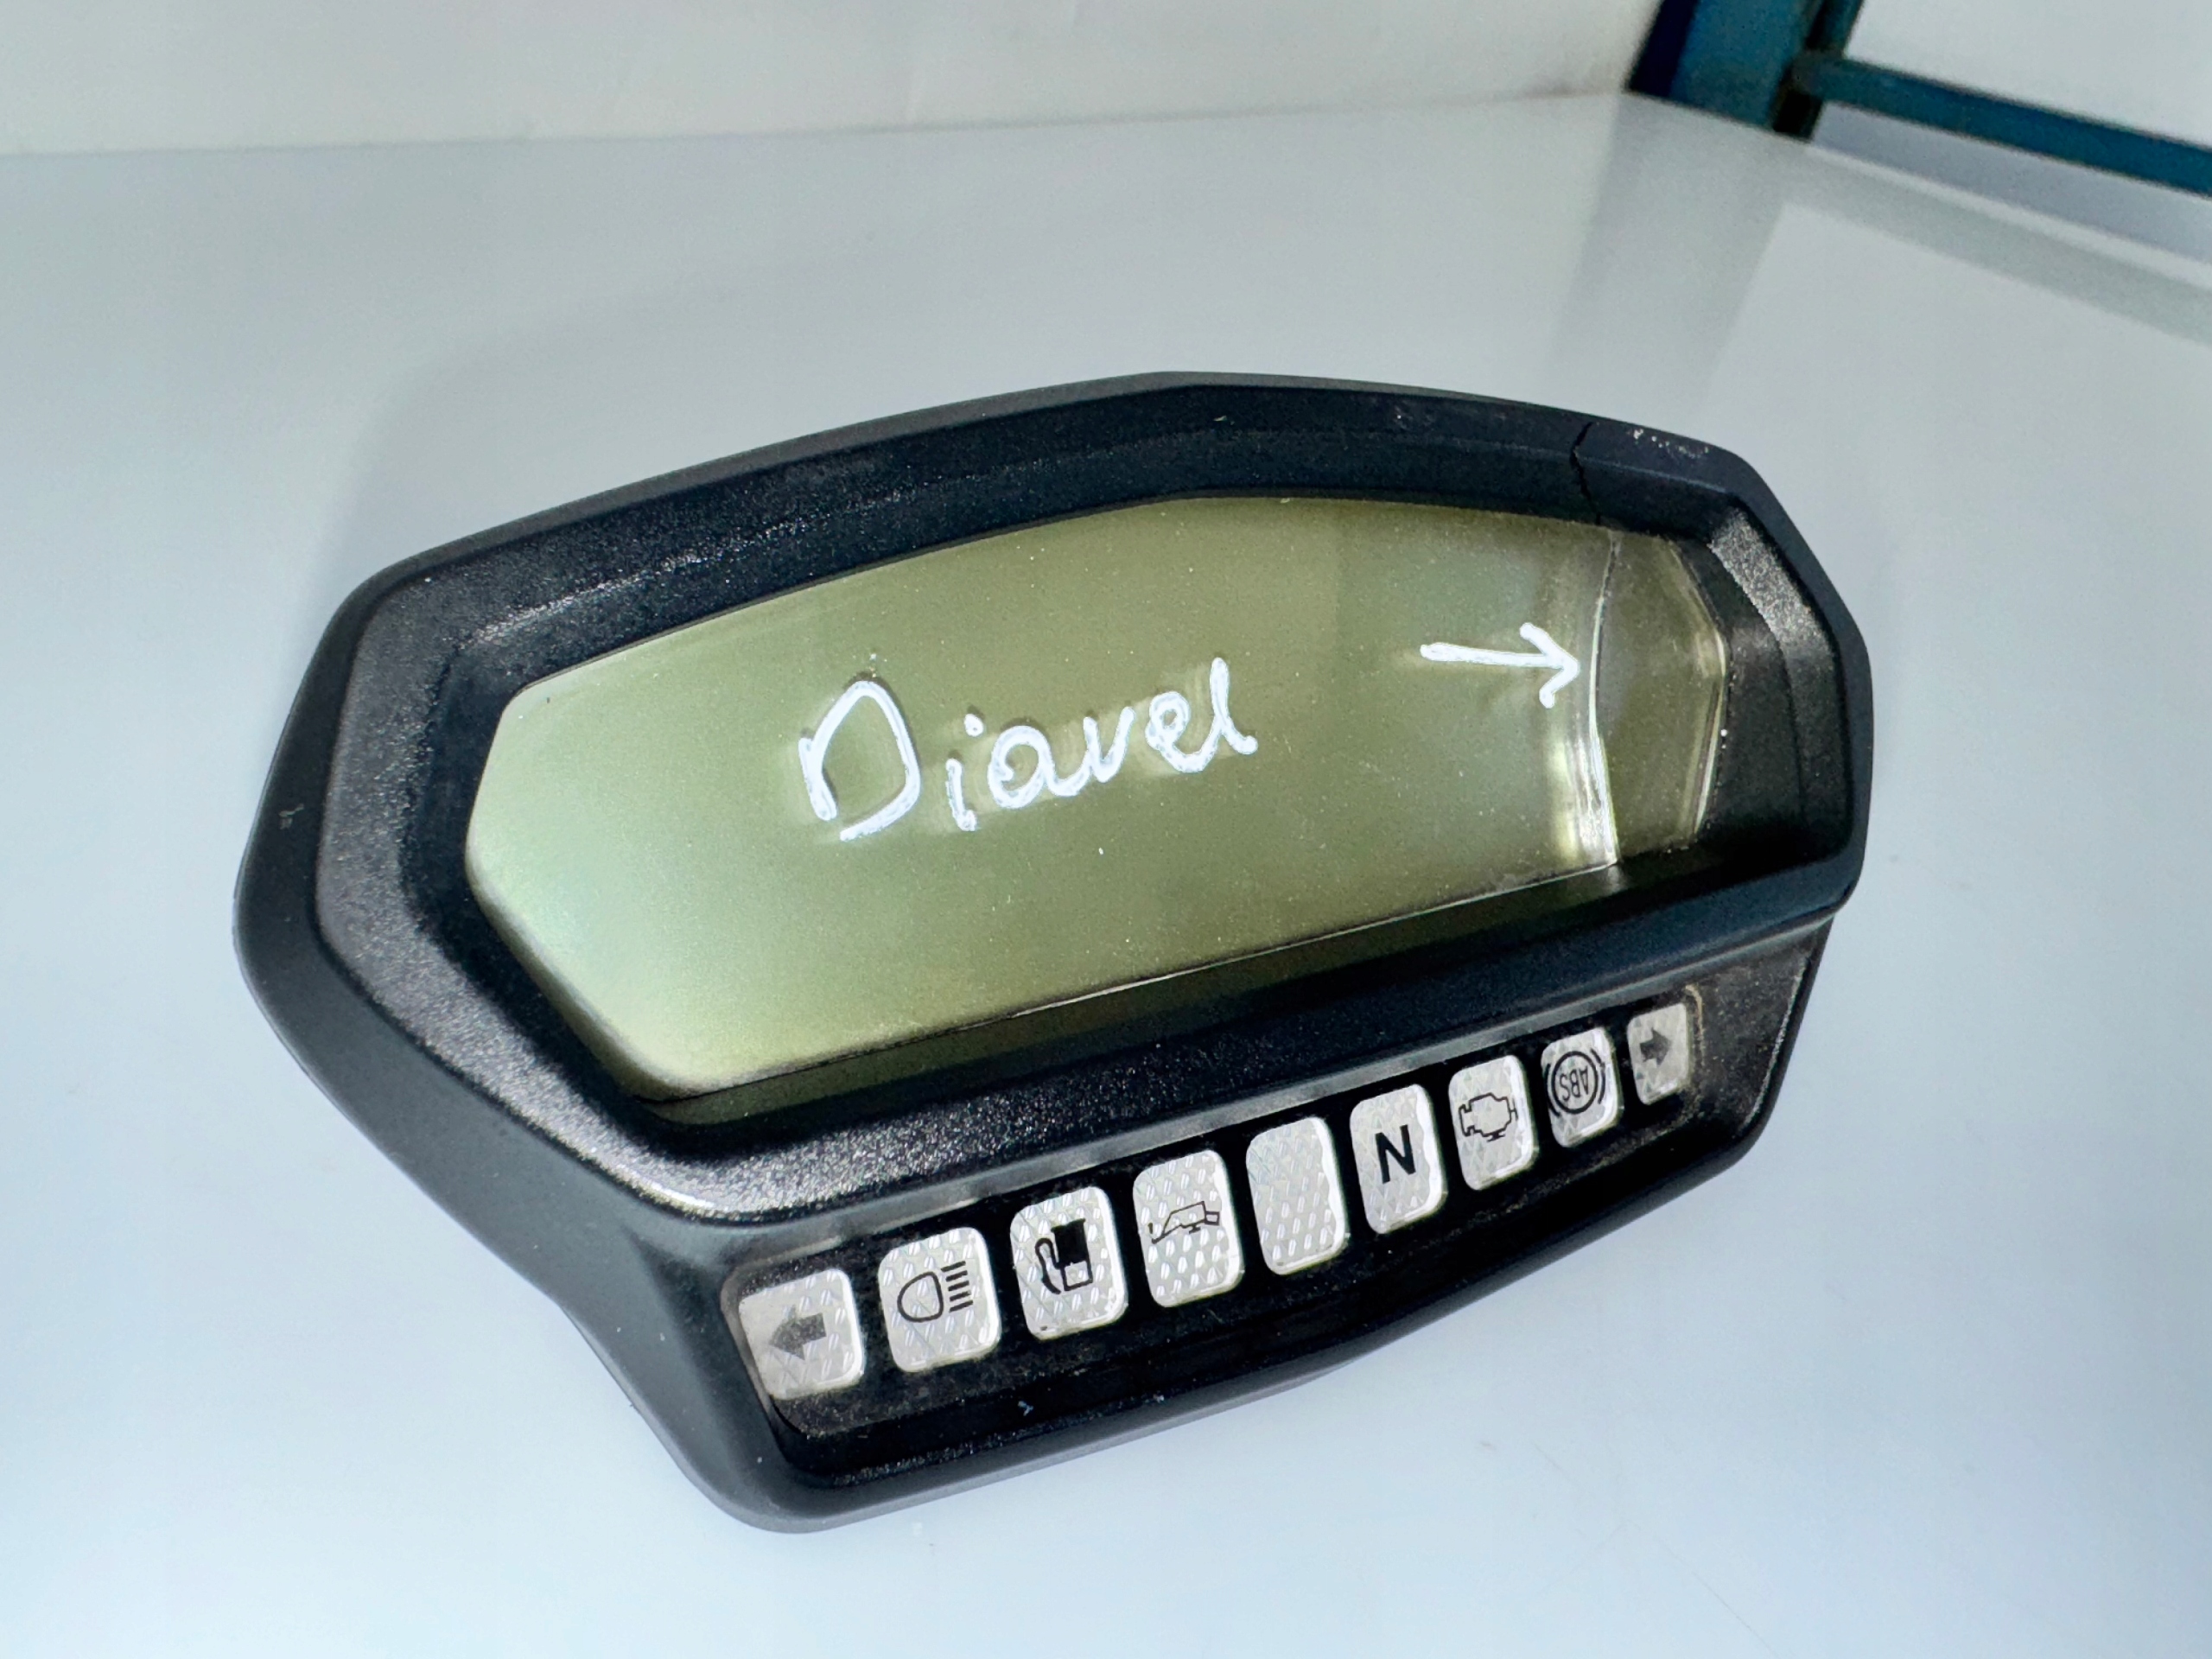 Diavel →
N
ABS